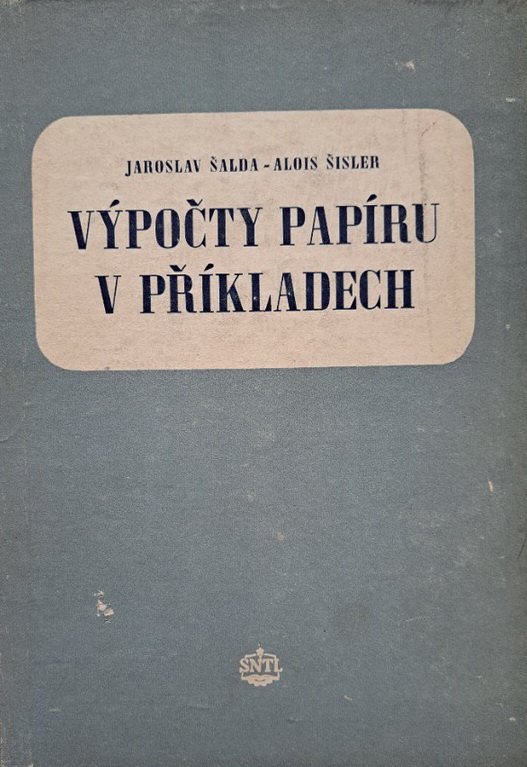 JAROSLAV ŠALDA - ALOIS ŠISLER
VÝPOČTY PAPÍRU
V PŘÍKLADECH
SNTL